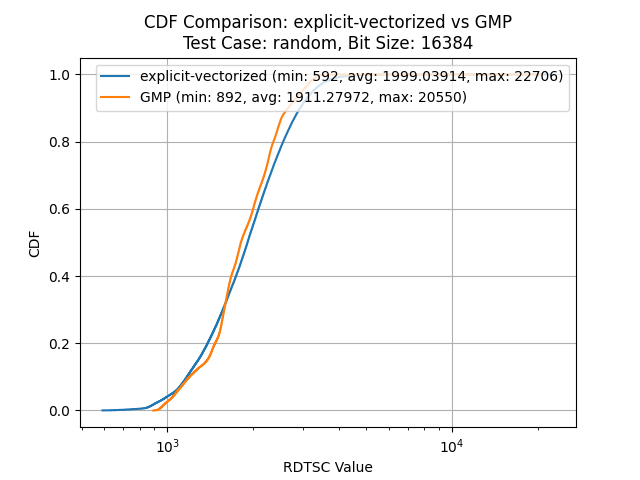 CDF Comparison: explicit-vectorized vs GMP
Test Case: random, Bit Size: 16384
explicit-vectorized (min: 592, avg: 1999.03914, max: 22706)
GMP (min: 892, avg: 1911.27972, max: 20550)
1.0
0.8
0.6
0.4
0.2
0.0
CDF
10³
10⁴
RDTSC Value